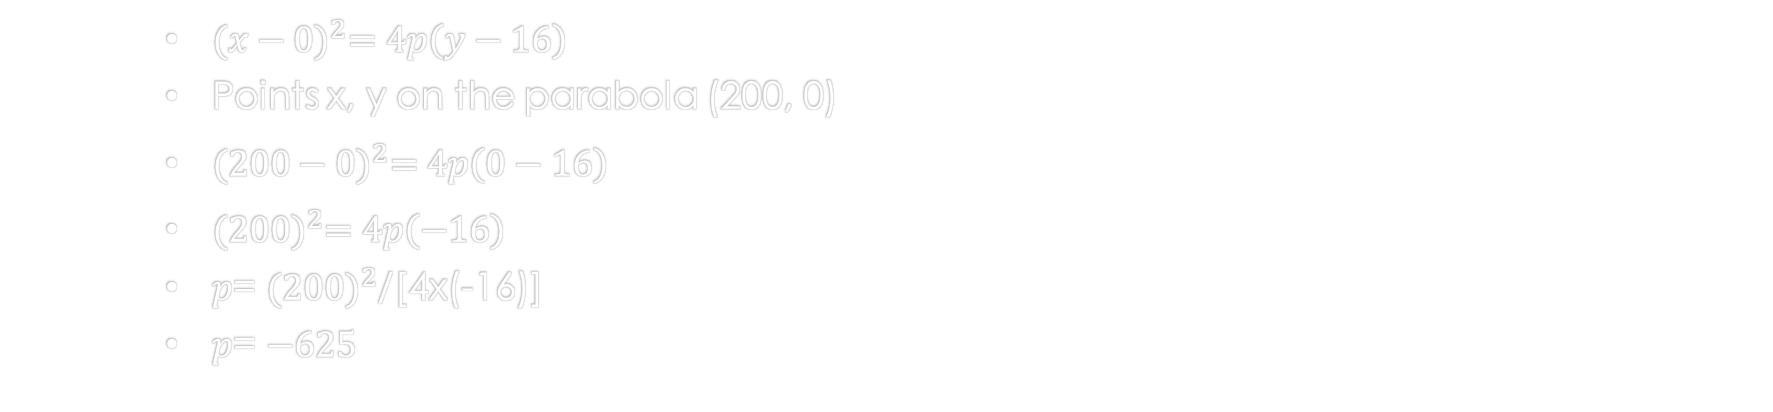 • (𝑥 − 0)²= 4𝑝(𝑦 − 16)
• Points x, y on the parabola (200, 0)
• (200 − 0)²= 4𝑝(0 − 16)
• (200)²= 4𝑝(−16)
• 𝑝= (200)²/[4x(-16)]
• 𝑝= −625